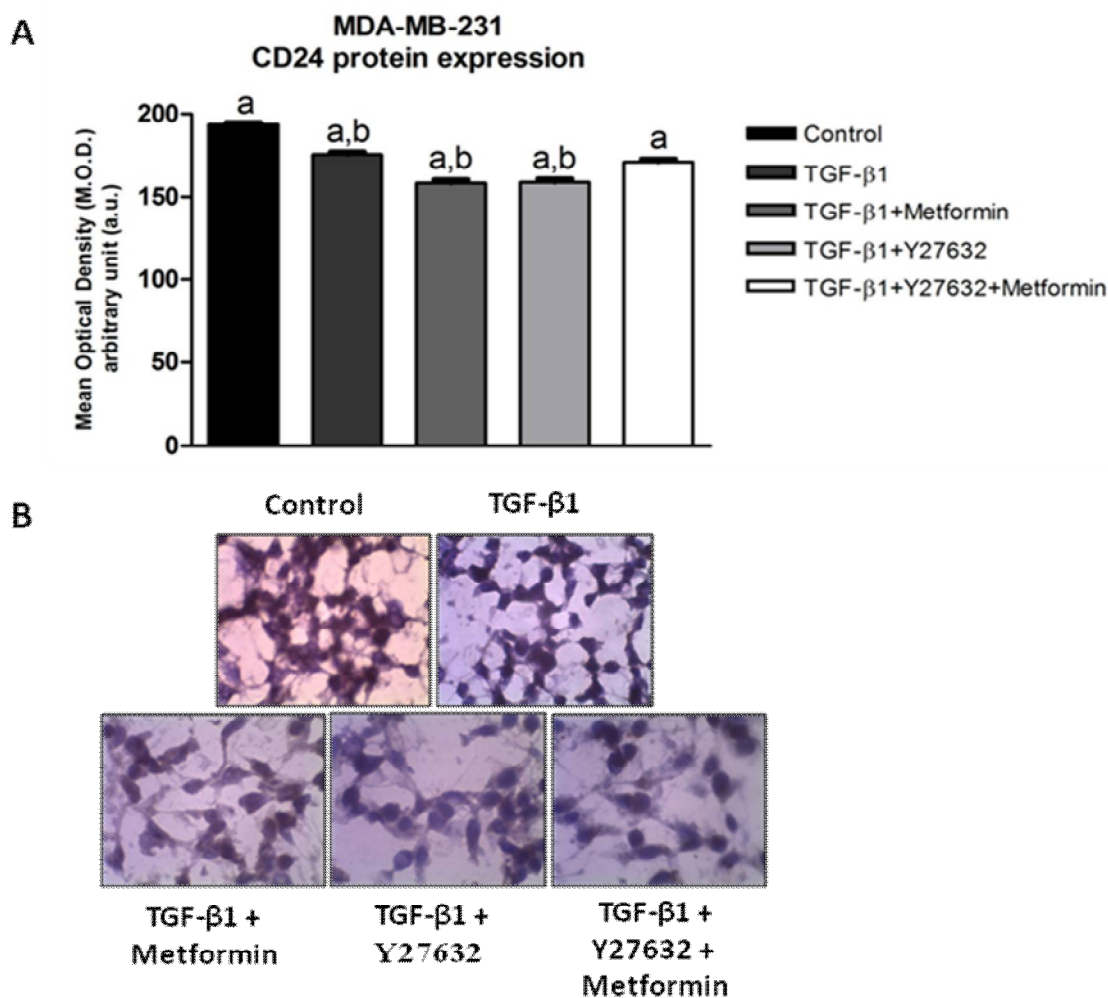 A
MDA-MB-231
CD24 protein expression
Mean Optical Density (M.O.D.)
arbitrary unit (a.u.)
200
150
100
50
0
a
a,b
a,b
a,b
a
Control
TGF-β1
TGF-β1+Metformin
TGF-β1+Y27632
TGF-β1+Y27632+Metformin
B
Control
TGF-β1
TGF-β1 +
Metformin
TGF-β1 +
Y27632
TGF-β1 +
Y27632 +
Metformin